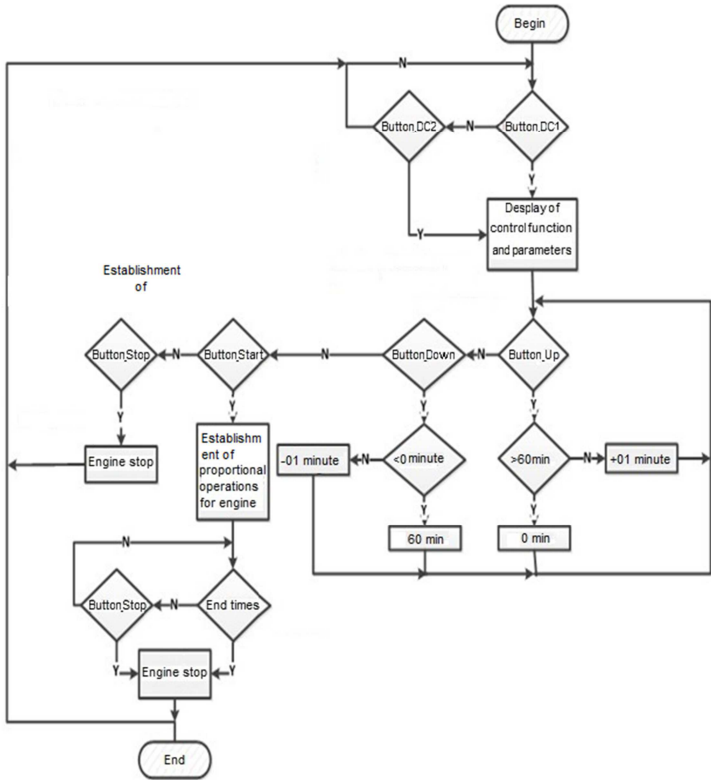 Begin
N
Button,DC2
N
Button,DC1
Y
Y
Desplay of
control function
and parameters
Establishment
of
Button,Stop
N
Button,Start
N
Button,Down
N
Button,Up
Y
Y
Y
Y
Engine stop
Establishm
ent of
proportional
operations
for engine
-01 minute
N
<0 minute
>60min
N
+01 minute
Y
Y
60 min
0 min
N
Button,Stop
N
End times
Y
Engine stop
Y
End